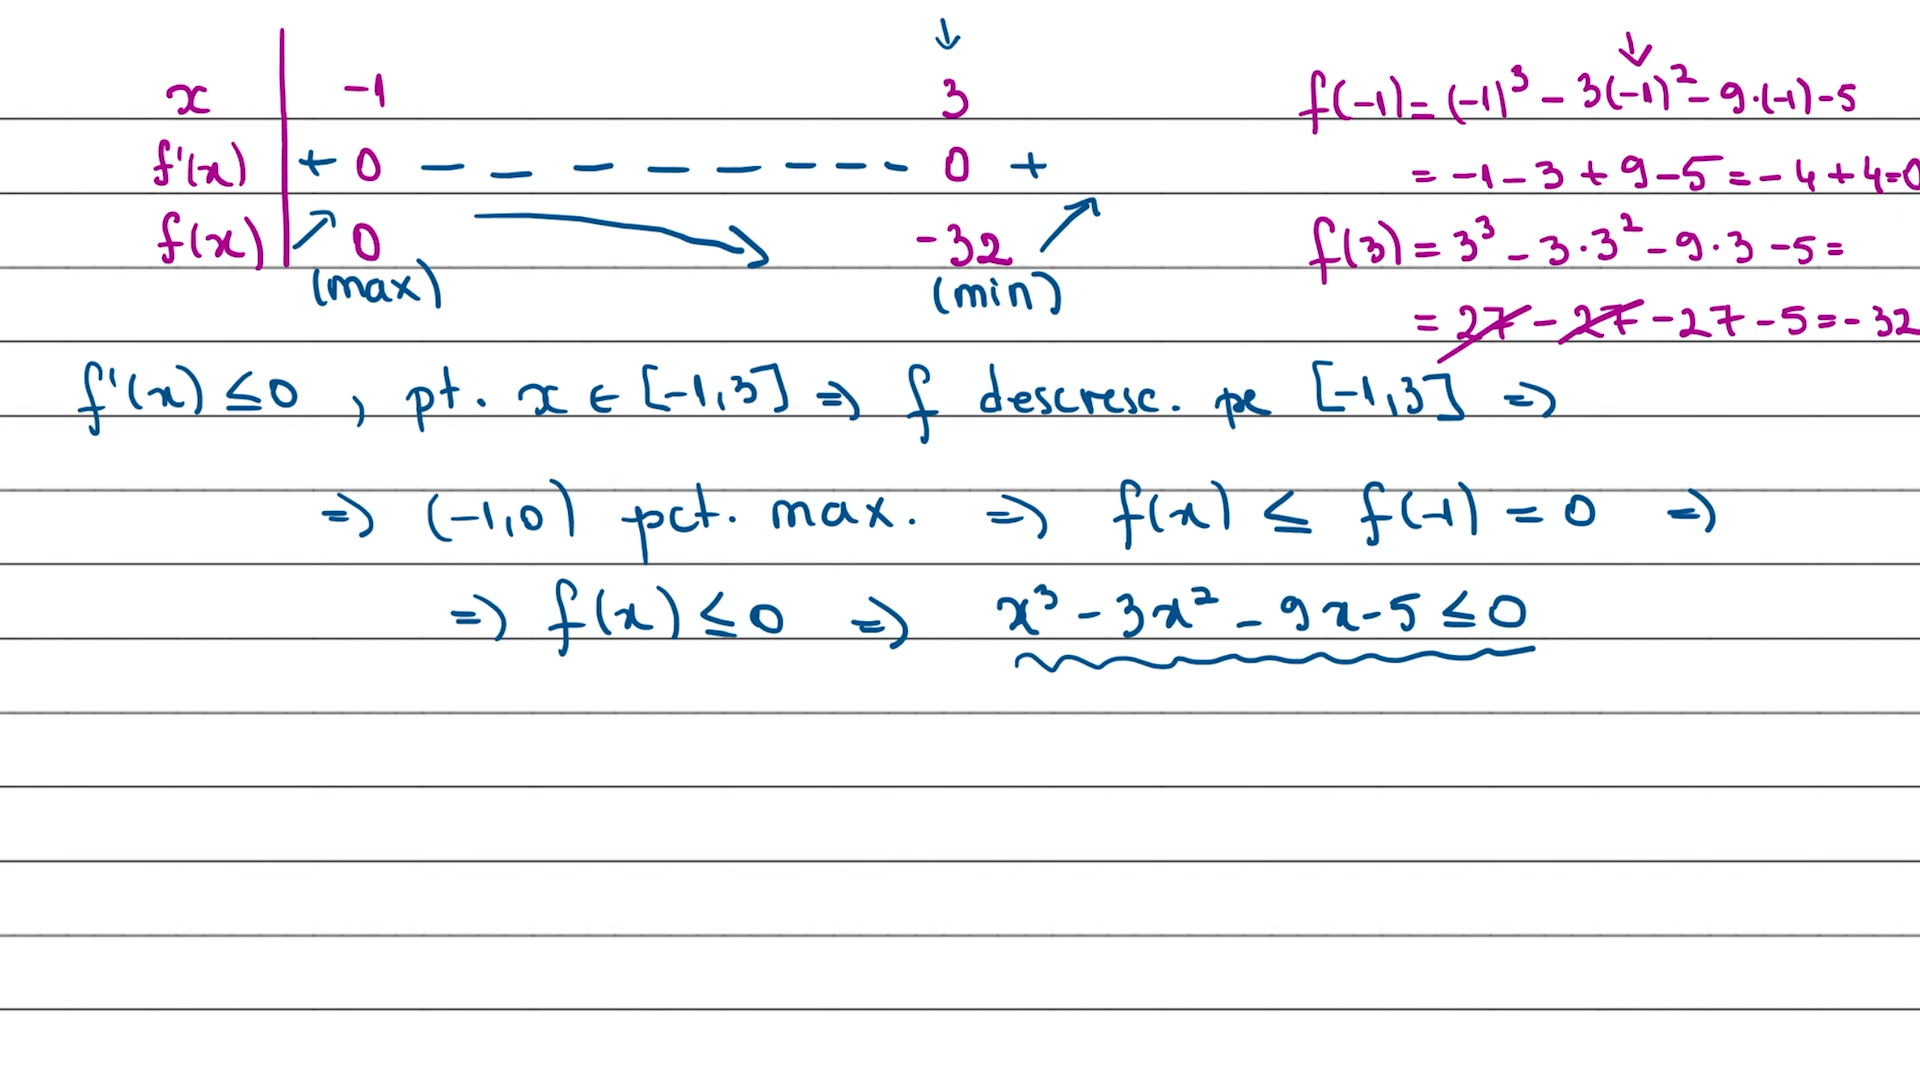 x | -1 3
f'(x) | + 0 - - - - - - - 0 +
f(x) | ↗ 0 ↘ -32 ↗
(max) (min)
f(-1) = (-1)³ - 3(-1)² - 9·(-1) - 5
= -1 - 3 + 9 - 5 = -4 + 4 = 0
f(3) = 3³ - 3·3² - 9·3 - 5 =
= 27 - 27 - 27 - 5 = -32
f'(x) ≤ 0 , pt. x ∈ [-1,3] ⇒ f descresc. pe [-1,3] ⇒
⇒ (-1,0) pct. max. ⇒ f(x) ≤ f(-1) = 0 ⇒
⇒ f(x) ≤ 0 ⇒ x³ - 3x² - 9x - 5 ≤ 0